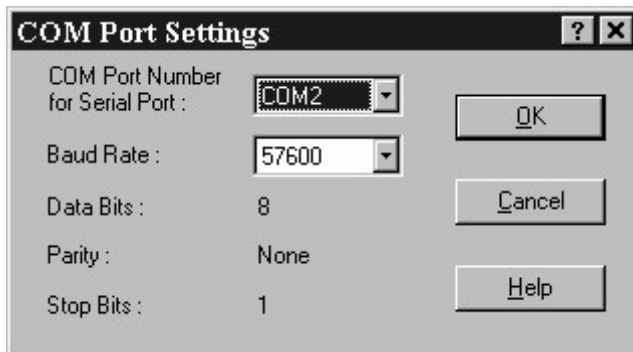 COM Port Settings
COM Port Number
for Serial Port :
COM2
OK
Baud Rate :
57600
Data Bits :
8
Cancel
Parity :
None
Help
Stop Bits :
1